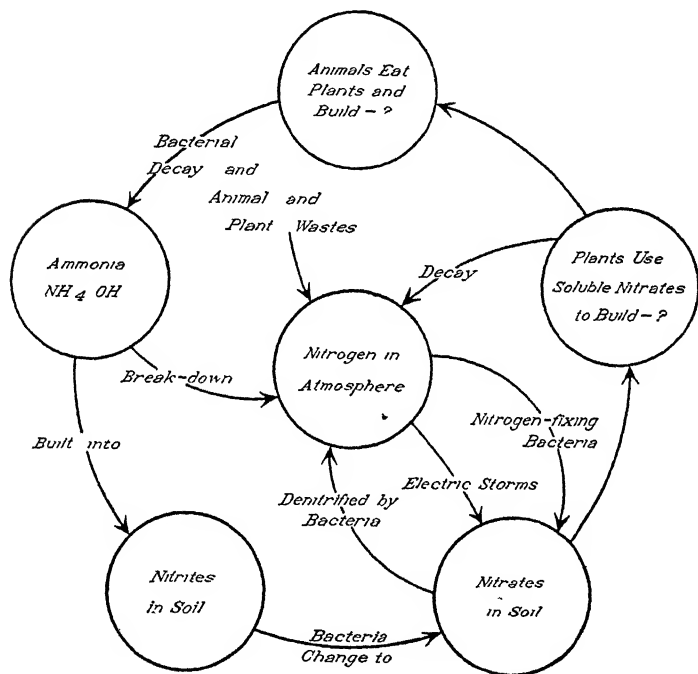 Animals Eat
Plants and
Build-?
Bacterial
Decay and
Animal and
Plant Wastes
Ammonia
NH4 OH
Decay
Plants Use
Soluble Nitrates
to Build-?
Nitrogen in
Atmosphere
Break-down
Nitrogen-fixing
Bacteria
Built into
Electric Storms
Denitrified by
Bacteria
Nitrites
in Soil
Nitrates
in Soil
Bacteria
Change to